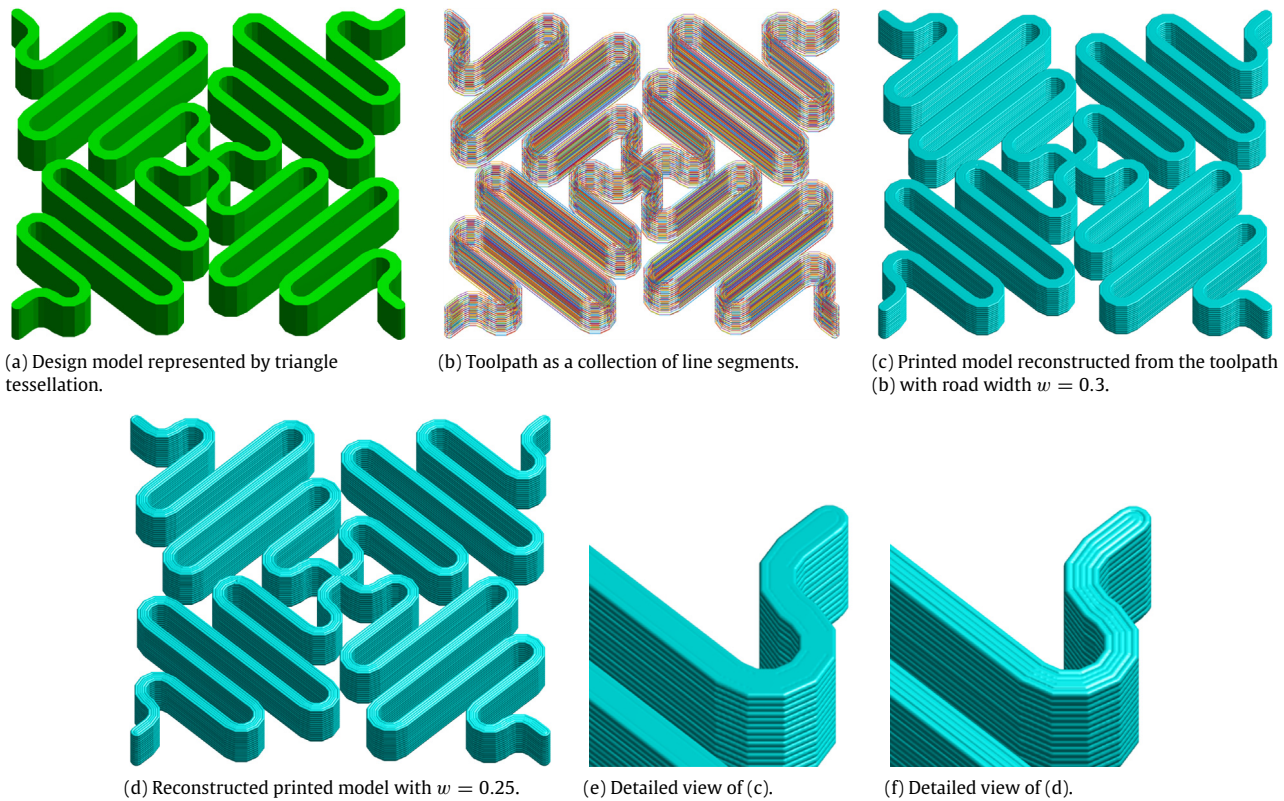 (a) Design model represented by triangle
tessellation.
(b) Toolpath as a collection of line segments.
(c) Printed model reconstructed from the toolpath
(b) with road width w = 0.3.
(d) Reconstructed printed model with w = 0.25.
(e) Detailed view of (c).
(f) Detailed view of (d).